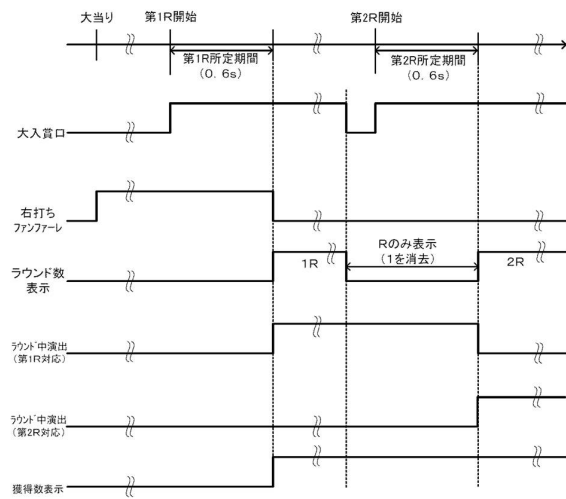 大当り
第1R開始
第2R開始
第1R所定期間
(0.6s)
第2R所定期間
(0.6s)
大入賞口
右打ち
ファンファーレ
ラウンド数
表示
1R
Rのみ表示
(1を消去)
2R
ラウンド中演出
(第1R対応)
ラウンド中演出
(第2R対応)
獲得数表示